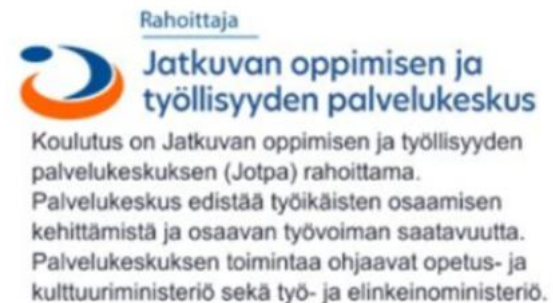 Rahoittaja
Jatkuvan oppimisen ja
työllisyyden palvelukeskus
Koulutus on Jatkuvan oppimisen ja työllisyyden
palvelukeskuksen (Jotpa) rahoittama.
Palvelukeskus edistää työikäisten osaamisen
kehittämistä ja osaavan työvoiman saatavuutta.
Palvelukeskuksen toimintaa ohjaavat opetus- ja
kulttuuriministeriö sekä työ- ja elinkeinoministeriö.